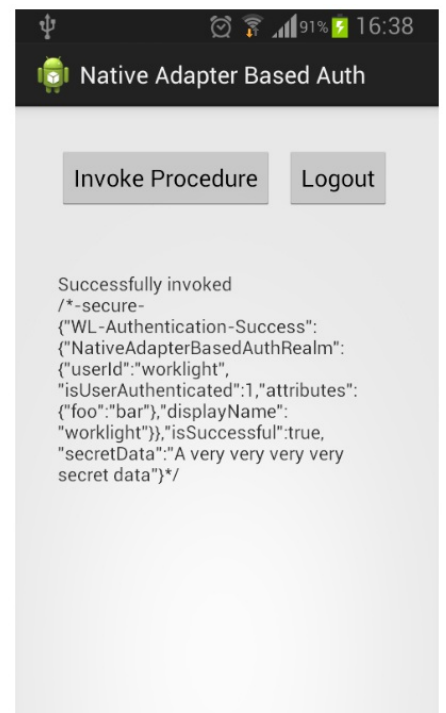 91% 16:38
Native Adapter Based Auth
Invoke Procedure Logout
Successfully invoked
/*-secure-
{"WL-Authentication-Success":
{"NativeAdapterBasedAuthRealm":
{"userId":"worklight",
"isUserAuthenticated":1,"attributes":
{"foo":"bar"},"displayName":
"worklight"}},"isSuccessful":true,
"secretData":"A very very very very
secret data"}*/